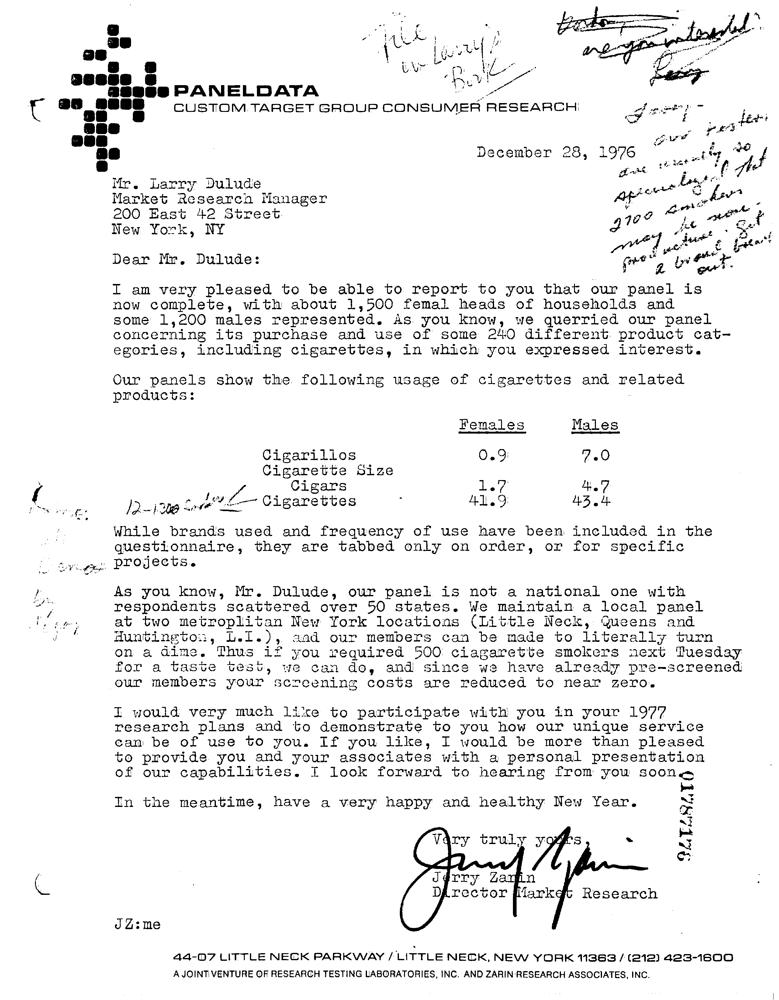 File
in Larry's
Book
are you interested
Larry
PANELDATA
CUSTOM TARGET GROUP CONSUMER RESEARCH
our
so
that
2700 smokers
may be more
productive. Get
a brand break
out.
December 28, 1976
Mr. Larry Dulude
Market Research Manager
200 East 42 Street
New York, NY
Dear Mr. Dulude:
I am very pleased to be able to report to you that our panel is
now complete, with about 1,500 femal heads of households and
some 1,200 males represented. As you know, we querried our panel
concerning its purchase and use of some 240 different product cat-
egories, including cigarettes, in which you expressed interest.
Our panels show the following usage of cigarettes and related
products:
Females Males
Cigarillos 0.9 7.0
Cigarette Size
Cigars 1.7 4.7
Cigarettes 41.9 43.4
While brands used and frequency of use have been included in the
questionnaire, they are tabbed only on order, or for specific
projects.
by
As you know, Mr. Dulude, our panel is not a national one with
respondents scattered over 50 states. We maintain a local panel
at two metroplitan New York locations (Little Neck, Queens and
Huntington, L.I.), and our members can be made to literally turn
on a dime. Thus if you required 500 ciagarette smokers next Tuesday
for a taste test, we can do, and since we have already pre-screened
our members your screening costs are reduced to near zero.
I would very much like to participate with you in your 1977
research plans and to demonstrate to you how our unique service
can be of use to you. If you like, I would be more than pleased
to provide you and your associates with a personal presentation
of our capabilities. I look forward to hearing from you soon.
In the meantime, have a very happy and healthy New Year.
01787176
Very truly yours,
Jerry Zarin
Jerry Zarin
Director Market Research
JZ:me
44-07 LITTLE NECK PARKWAY / LITTLE NECK, NEW YORK 11363 / (212) 423-1600
A JOINT VENTURE OF RESEARCH TESTING LABORATORIES, INC. AND ZARIN RESEARCH ASSOCIATES, INC.